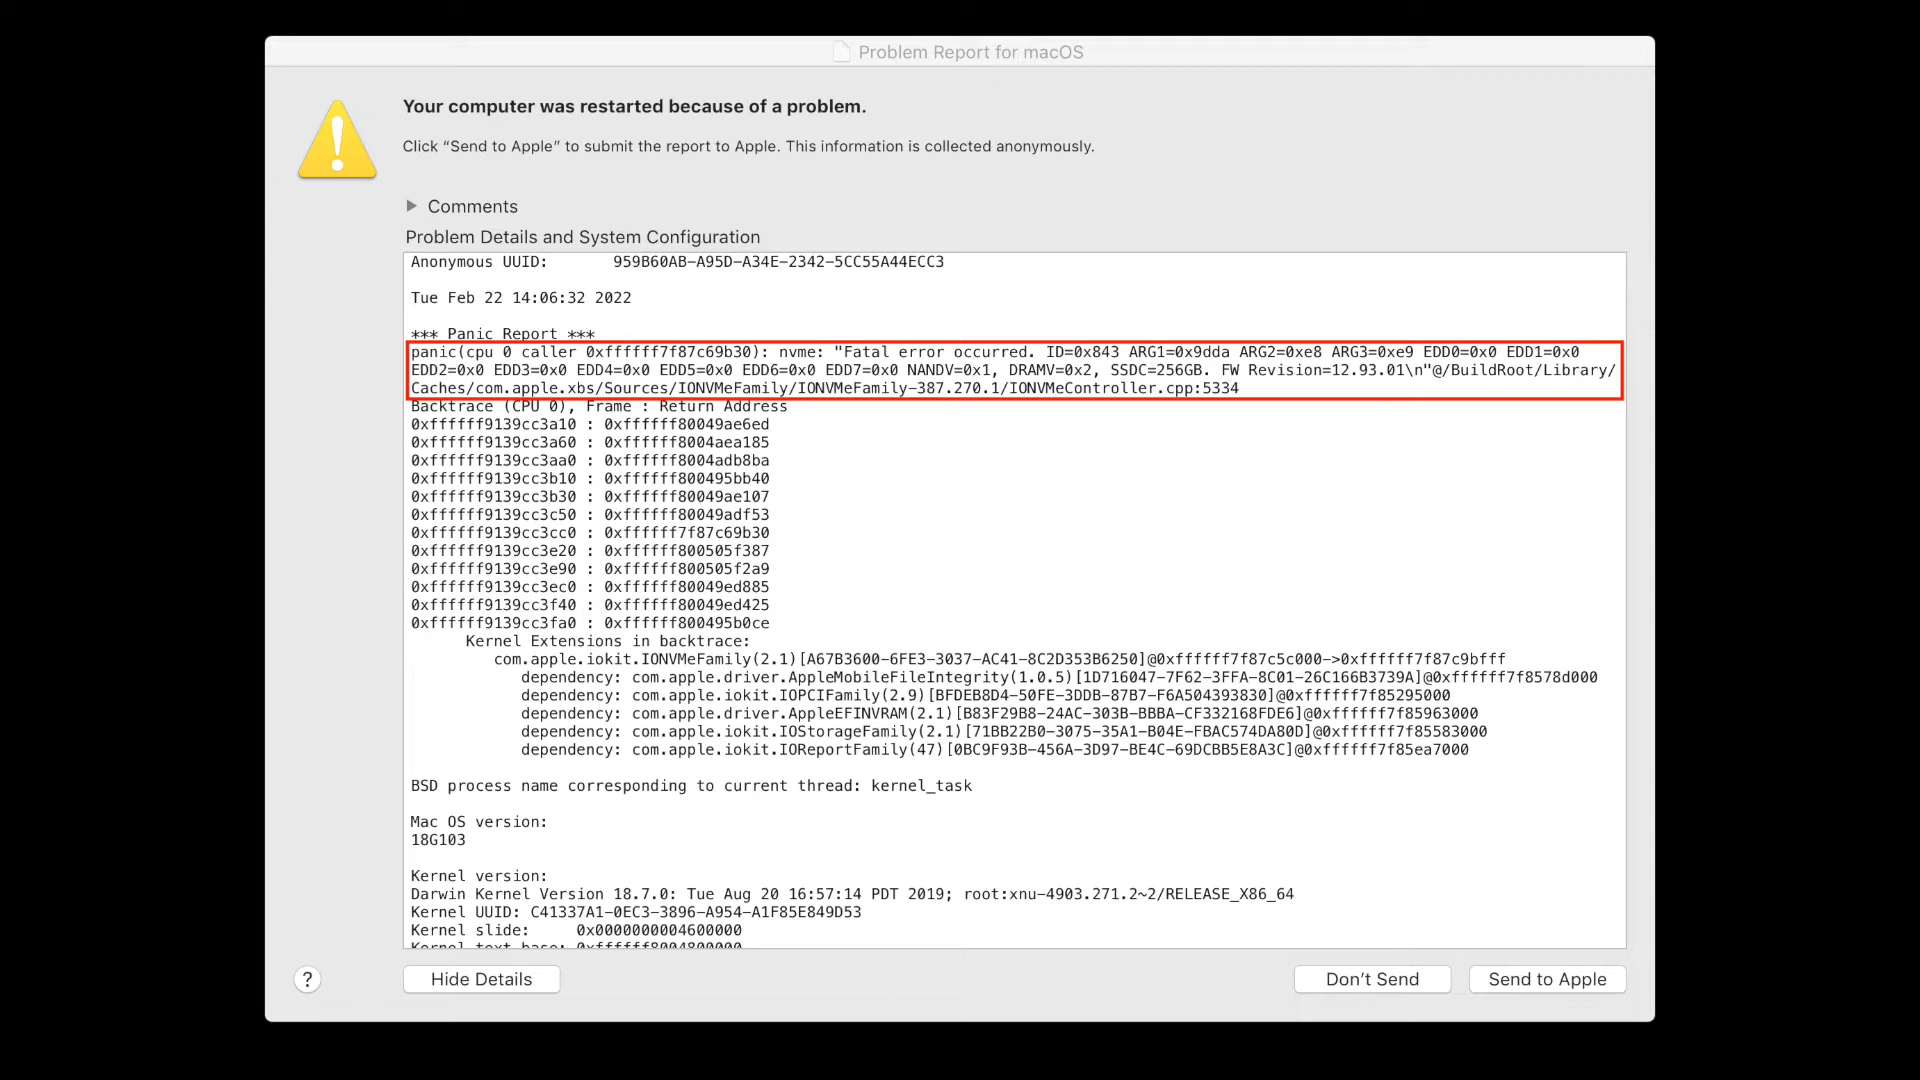 Problem Report for macOS
Your computer was restarted because of a problem.
Click “Send to Apple” to submit the report to Apple. This information is collected anonymously.
Comments
Problem Details and System Configuration
Anonymous UUID:       959B60AB-A95D-A34E-2342-5CC55A44ECC3
Tue Feb 22 14:06:32 2022
*** Panic Report ***
panic(cpu 0 caller 0xffffff7f87c69b30): nvme: "Fatal error occurred. ID=0x843 ARG1=0x9dda ARG2=0xe8 ARG3=0xe9 EDD0=0x0 EDD1=0x0
EDD2=0x0 EDD3=0x0 EDD4=0x0 EDD5=0x0 EDD6=0x0 EDD7=0x0 NANDV=0x1, DRAMV=0x2, SSDC=256GB. FW Revision=12.93.01\n"@/BuildRoot/Library/
Caches/com.apple.xbs/Sources/IONVMeFamily/IONVMeFamily-387.270.1/IONVMeController.cpp:5334
Backtrace (CPU 0), Frame : Return Address
0xffffff9139cc3a10 : 0xffffff80049ae6ed
0xffffff9139cc3a60 : 0xffffff8004aea185
0xffffff9139cc3aa0 : 0xffffff8004adb8ba
0xffffff9139cc3b10 : 0xffffff800495bb40
0xffffff9139cc3b30 : 0xffffff80049ae107
0xffffff9139cc3c50 : 0xffffff80049adf53
0xffffff9139cc3cc0 : 0xffffff7f87c69b30
0xffffff9139cc3e20 : 0xffffff800505f387
0xffffff9139cc3e90 : 0xffffff800505f2a9
0xffffff9139cc3ec0 : 0xffffff80049ed885
0xffffff9139cc3f40 : 0xffffff80049ed425
0xffffff9139cc3fa0 : 0xffffff800495b0ce
Kernel Extensions in backtrace:
com.apple.iokit.IONVMeFamily(2.1)[A67B3600-6FE3-3037-AC41-8C2D353B6250]@0xffffff7f87c5c000->0xffffff7f87c9bfff
dependency: com.apple.driver.AppleMobileFileIntegrity(1.0.5)[1D716047-7F62-3FFA-8C01-26C166B3739A]@0xffffff7f8578d000
dependency: com.apple.iokit.IOPCIFamily(2.9)[BFDEB8D4-50FE-3DDB-87B7-F6A504393830]@0xffffff7f85295000
dependency: com.apple.driver.AppleEFINVRAM(2.1)[B83F29B8-24AC-303B-BBBA-CF332168FDE6]@0xffffff7f85963000
dependency: com.apple.iokit.IOStorageFamily(2.1)[71BB22B0-3075-35A1-B04E-FBAC574DA80D]@0xffffff7f85583000
dependency: com.apple.iokit.IOReportFamily(47)[0BC9F93B-456A-3D97-BE4C-69DCBB5E8A3C]@0xffffff7f85ea7000
BSD process name corresponding to current thread: kernel_task
Mac OS version:
18G103
Kernel version:
Darwin Kernel Version 18.7.0: Tue Aug 20 16:57:14 PDT 2019; root:xnu-4903.271.2~2/RELEASE_X86_64
Kernel UUID: C41337A1-0EC3-3896-A954-A1F85E849D53
Kernel slide:     0x0000000004600000
Kernel text base: 0xffffff8004800000
? Hide Details Don’t Send Send to Apple